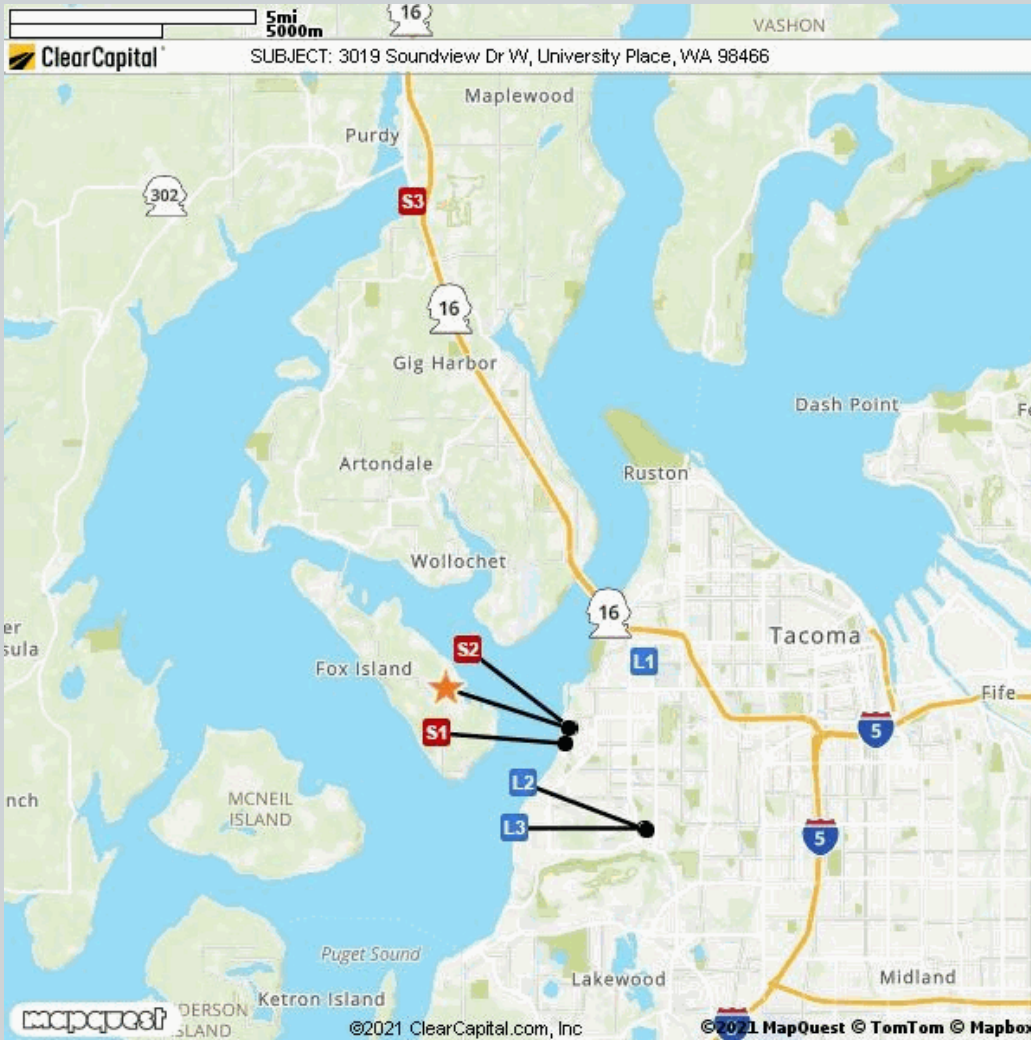 5mi
5000m
16
VASHON
ClearCapital
SUBJECT: 3019 Soundview Dr W, University Place, WA 98466
Maplewood
Purdy
302
S3
16
Gig Harbor
Dash Point
Artondale
Ruston
Wollochet
16
Tacoma
S2
L1
Fox Island
Fife
S1
5
L2
MCNEIL
ISLAND
L3
5
Puget Sound
Lakewood
Midland
Ketron Island
mapquest
©2021 ClearCapital.com, Inc
©2021 MapQuest © TomTom © Mapbox